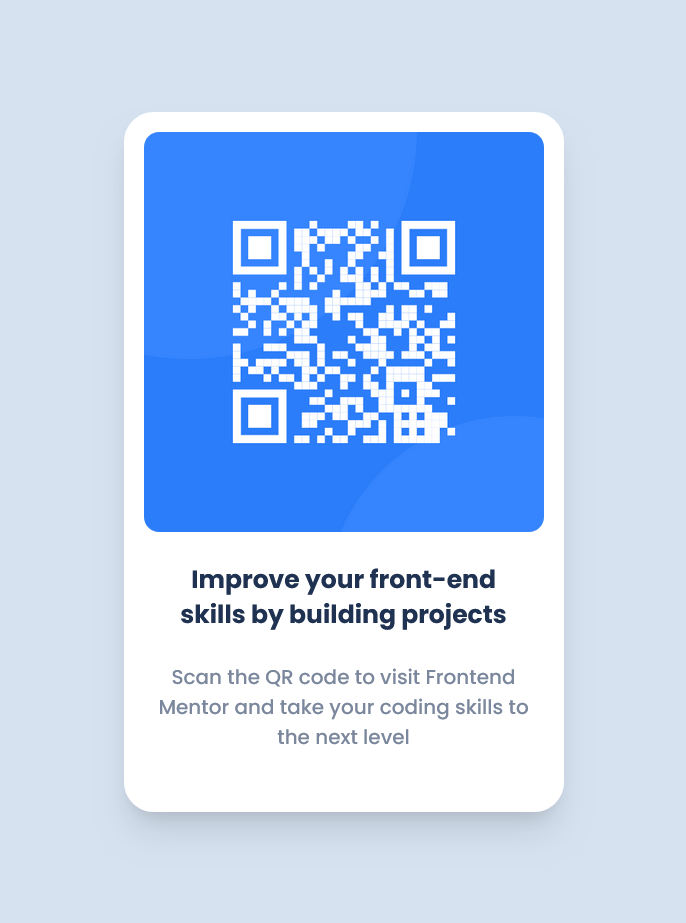 Improve your front-end
skills by building projects
Scan the QR code to visit Frontend
Mentor and take your coding skills to
the next level